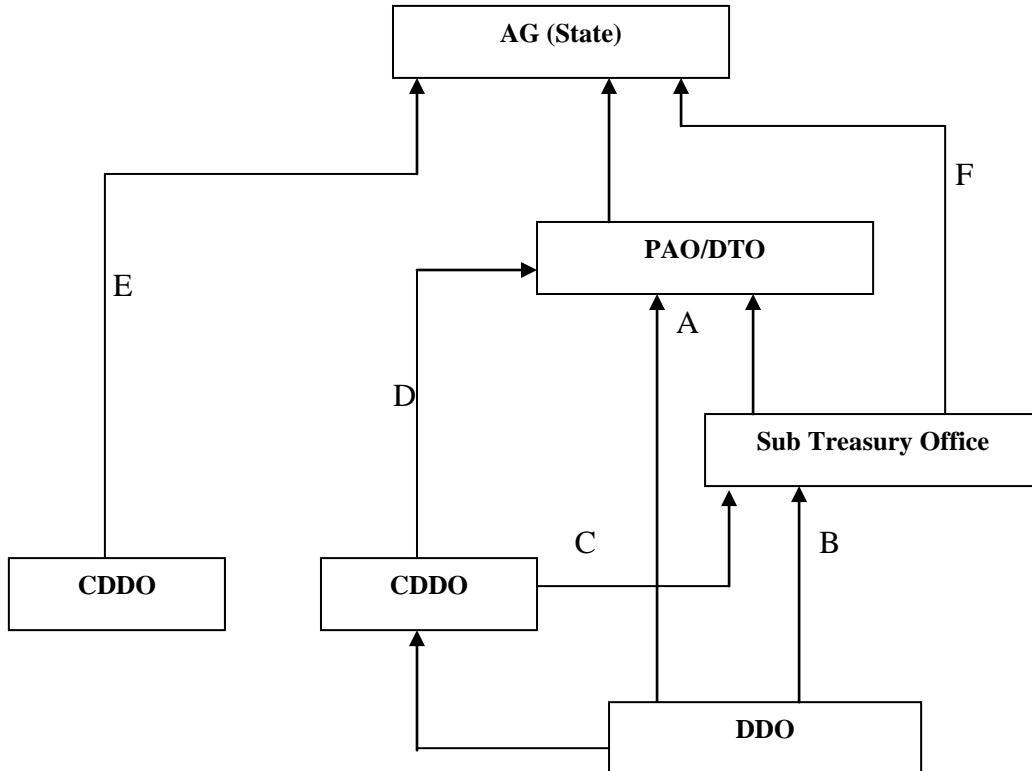 AG (State)
F
PAO/DTO
E
A
D
Sub Treasury Office
C
B
CDDO
CDDO
DDO